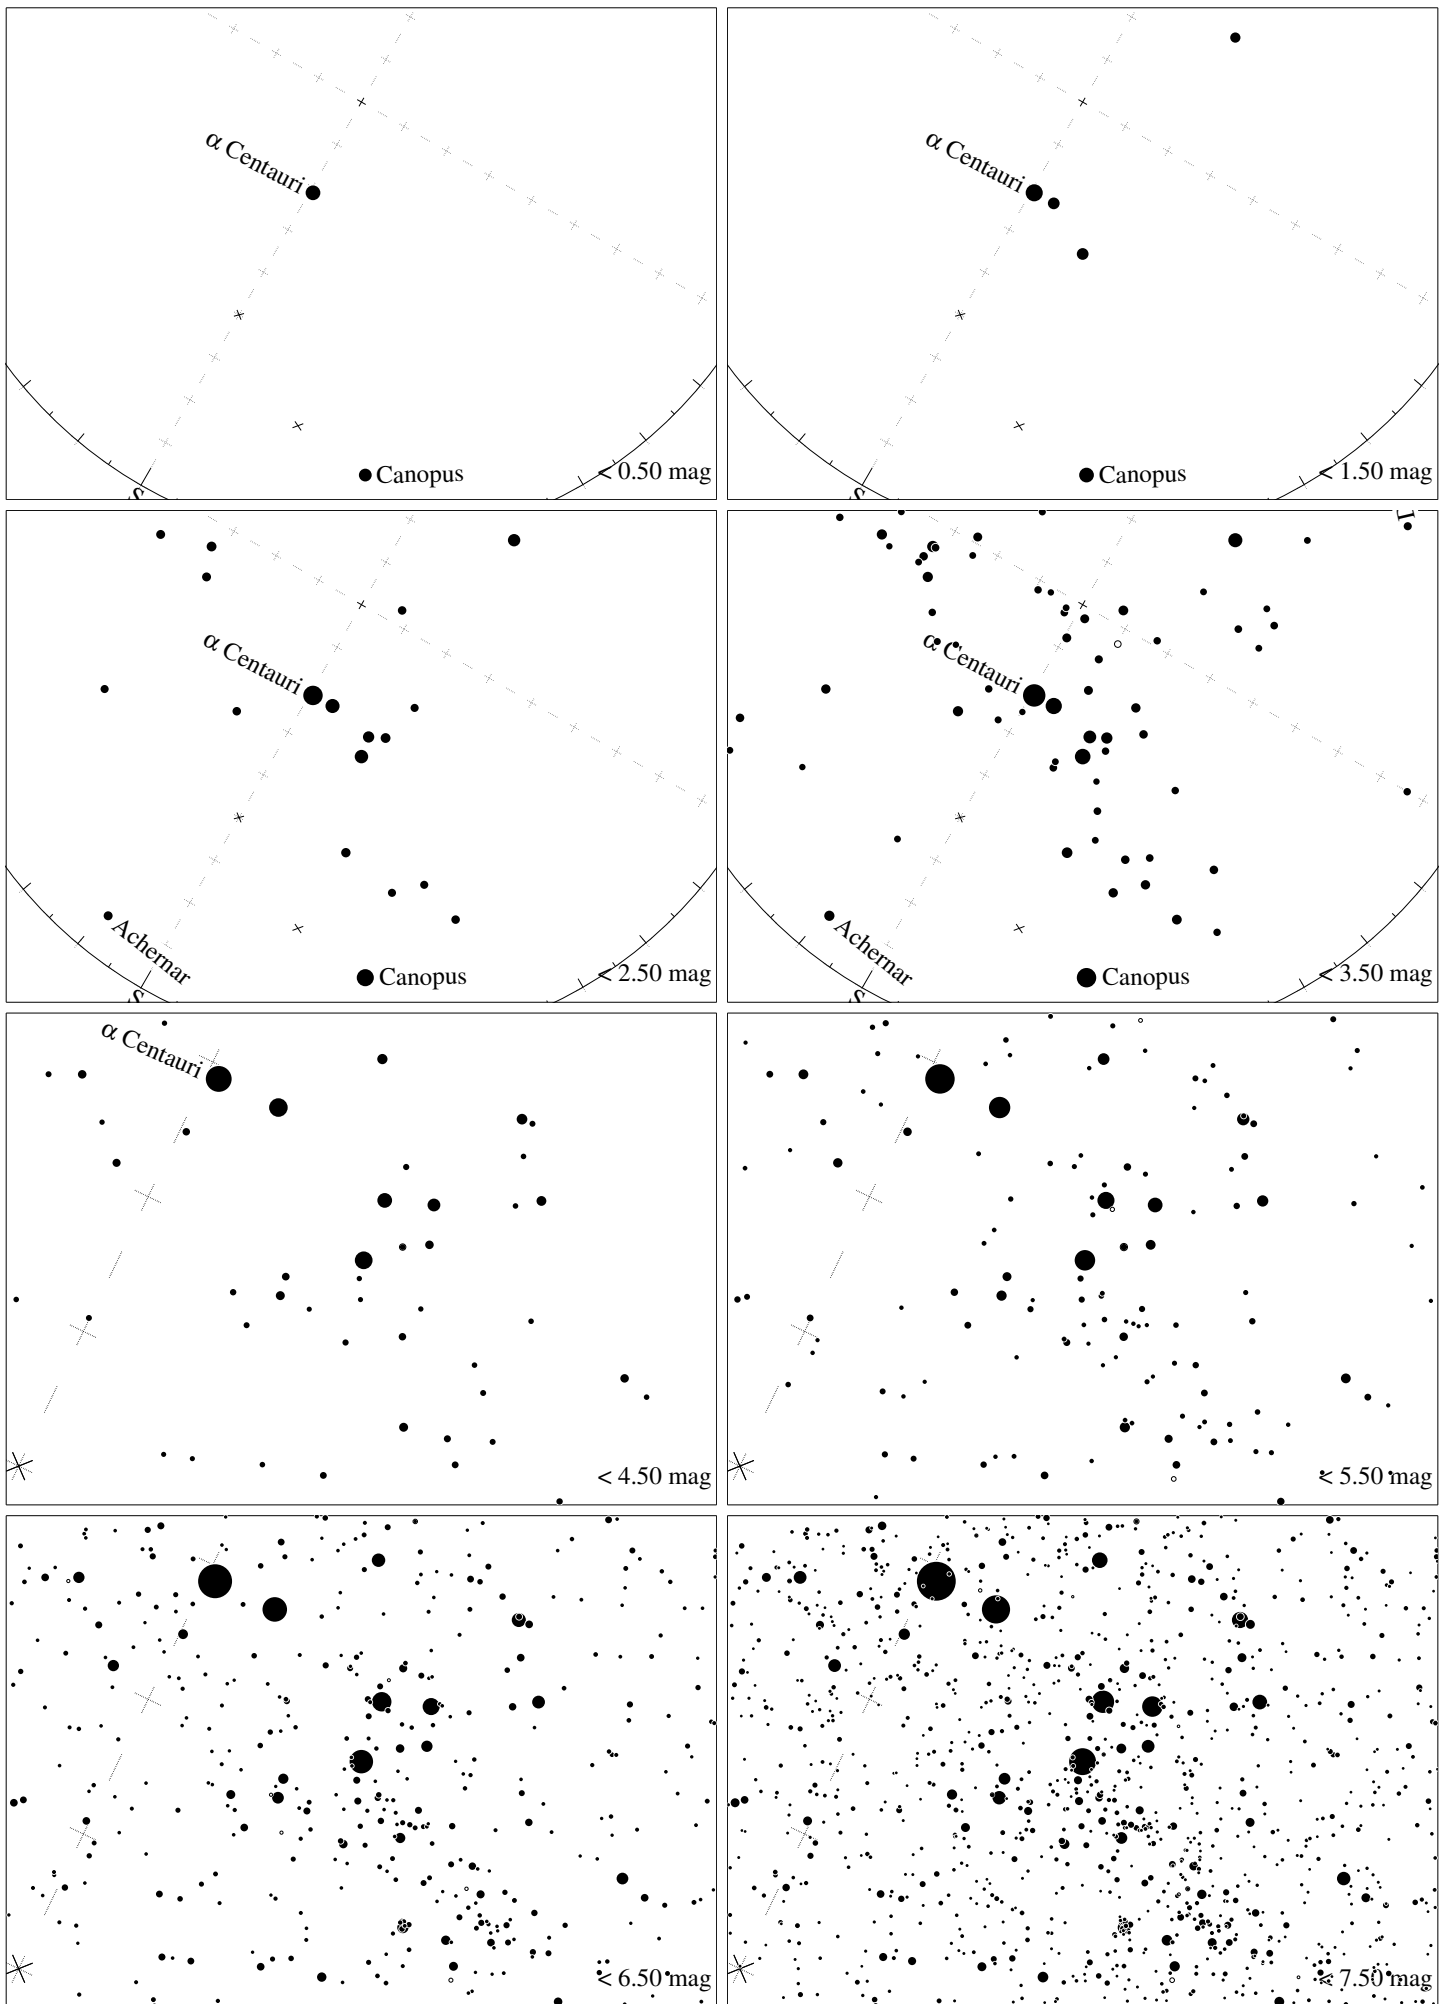 α Centauri
Canopus
< 0.50 mag
S
α Centauri
Canopus
< 1.50 mag
S
α Centauri
Achernar
Canopus
< 2.50 mag
S
α Centauri
Achernar
Canopus
< 3.50 mag
S
α Centauri
< 4.50 mag
< 5.50 mag
< 6.50 mag
< 7.50 mag